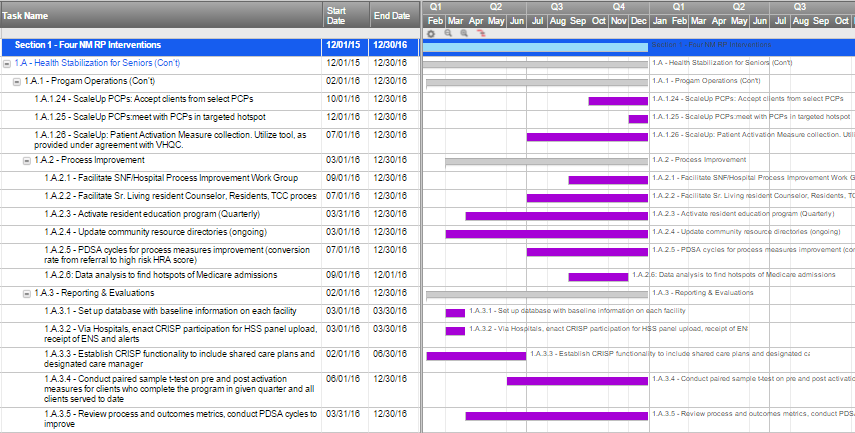 Task Name Start Date End Date
Q1 Q2 Q3 Q4 Q1 Q2 Q3
Feb Mar Apr May Jun Jul Aug Sep Oct Nov Dec Jan Feb Mar Apr May Jun Jul Aug Sep Oct
Section 1 - Four NM RP Interventions 12/01/15 12/30/16 Section 1 - Four NM RP Interventions
1.A - Health Stabilization for Seniors (Con't) 12/01/15 12/30/16 1.A - Health Stabilization for Seniors (Con't)
1.A.1 - Progam Operations (Con't) 02/01/16 12/30/16 1.A.1 - Progam Operations (Con't)
1.A.1.24 - ScaleUp PCPs: Accept clients from select PCPs 10/01/16 12/30/16 1.A.1.24 - ScaleUp PCPs: Accept clients from select PCPs
1.A.1.25 - ScaleUp PCPs:meet with PCPs in targeted hotspot 12/01/16 12/30/16 1.A.1.25 - ScaleUp PCPs:meet with PCPs in targeted hotspot
1.A.1.26 - ScaleUp: Patient Activation Measure collection. Utilize tool, as 07/01/16 12/30/16 1.A.1.26 - ScaleUp: Patient Activation Measure collection. Utili
provided under agreement with VHQC.
1.A.2 - Process Improvement 03/01/16 12/30/16 1.A.2 - Process Improvement
1.A.2.1 - Facilitate SNF/Hospital Process Improvement Work Group 09/01/16 12/30/16 1.A.2.1 - Facilitate SNF/Hospital Process Improvement Work G
1.A.2.2 - Facilitate Sr. Living resident Counselor, Residents, TCC proces 07/01/16 12/30/16 1.A.2.2 - Facilitate Sr. Living resident Counselor, Residents, TC
1.A.2.3 - Activate resident education program (Quarterly) 03/31/16 12/30/16 1.A.2.3 - Activate resident education program (Quarterly)
1.A.2.4 - Update community resource directories (ongoing) 03/01/16 12/30/16 1.A.2.4 - Update community resource directories (ongoing)
1.A.2.5 - PDSA cycles for process measures improvement (conversion 07/01/16 12/30/16 1.A.2.5 - PDSA cycles for process measures improvement (cor
rate from referral to high risk HRA score)
1.A.2.6: Data analysis to find hotspots of Medicare admissions 09/01/16 12/01/16 1.A.2.6: Data analysis to find hotspots of Medicare admissions
1.A.3 - Reporting & Evaluations 02/01/16 12/30/16 1.A.3 - Reporting & Evaluations
1.A.3.1 - Set up database with baseline information on each facility 03/01/16 03/30/16 1.A.3.1 - Set up database with baseline information on each facility
1.A.3.2 - Via Hospitals, enact CRISP participation for HSS panel upload, 03/01/16 03/30/16 1.A.3.2 - Via Hospitals, enact CRISP participation for HSS panel upload, receipt of EN
receipt of ENS and alerts
1.A.3.3 - Establish CRISP functionality to include shared care plans and 02/01/16 06/30/16 1.A.3.3 - Establish CRISP functionality to include shared care plans and designated ca
designated care manager
1.A.3.4 - Conduct paired sample t-test on pre and post activation 06/01/16 12/30/16 1.A.3.4 - Conduct paired sample t-test on pre and post activatio
measures for clients who complete the program in given quarter and all
clients served to date
1.A.3.5 - Review process and outcomes metrics, conduct PDSA cycles to 03/31/16 12/30/16 1.A.3.5 - Review process and outcomes metrics, conduct PDSA
improve